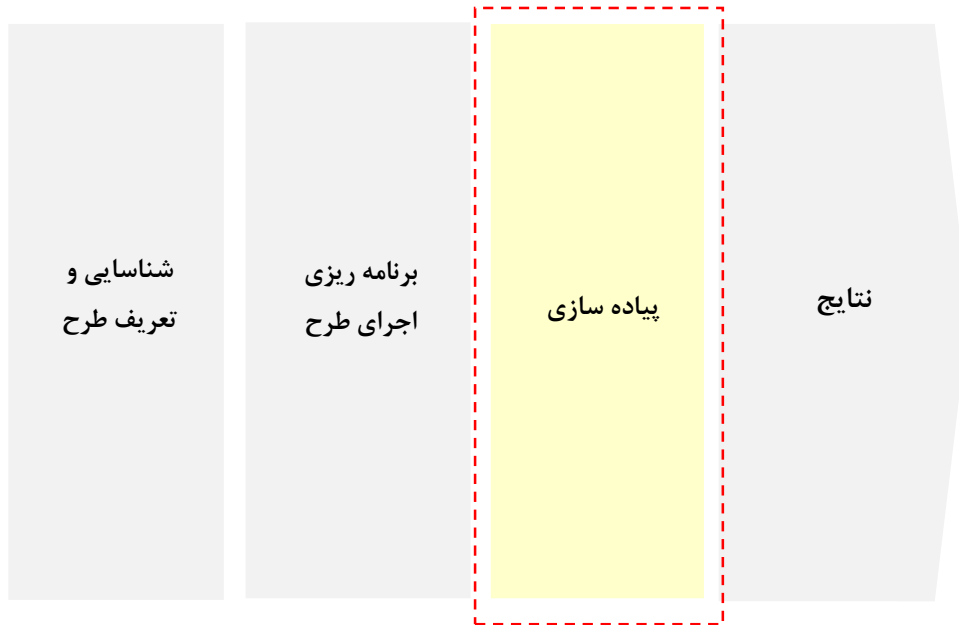 شناسایی و
تعریف طرح
برنامه ریزی
اجرای طرح
پیاده سازی
نتایج